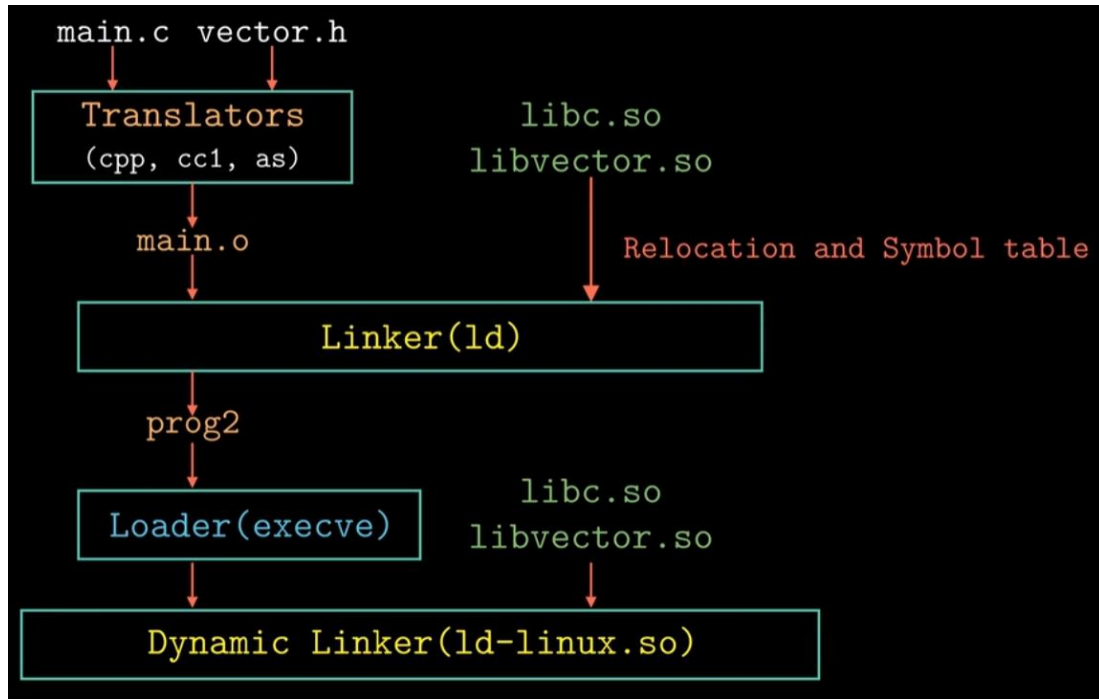 main.c vector.h
Translators
(cpp, cc1, as)
libc.so
libvector.so
main.o
Relocation and Symbol table
Linker(ld)
prog2
Loader(execve)
libc.so
libvector.so
Dynamic Linker(ld-linux.so)